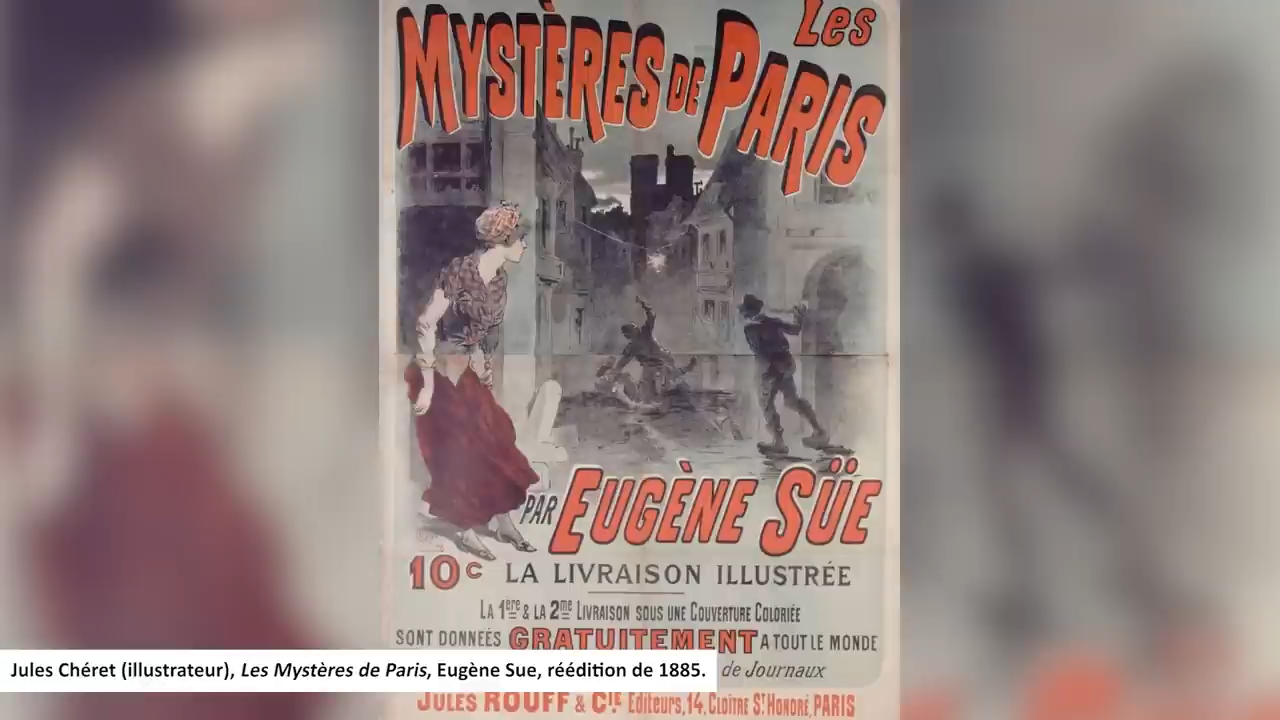 Les
MYSTÈRES DE PARIS
PAR EUGÈNE SÜE
10c LA LIVRAISON ILLUSTRÉE
LA 1ère & LA 2me LIVRAISON SOUS UNE COUVERTURE COLORIÉE
SONT DONNÉES GRATUITEMENT A TOUT LE MONDE
de Journaux
Jules Chéret (illustrateur), Les Mystères de Paris, Eugène Sue, réédition de 1885.
JULES ROUFF & CIE Editeurs, 14, CLOÎTRE ST HONORÉ, PARIS